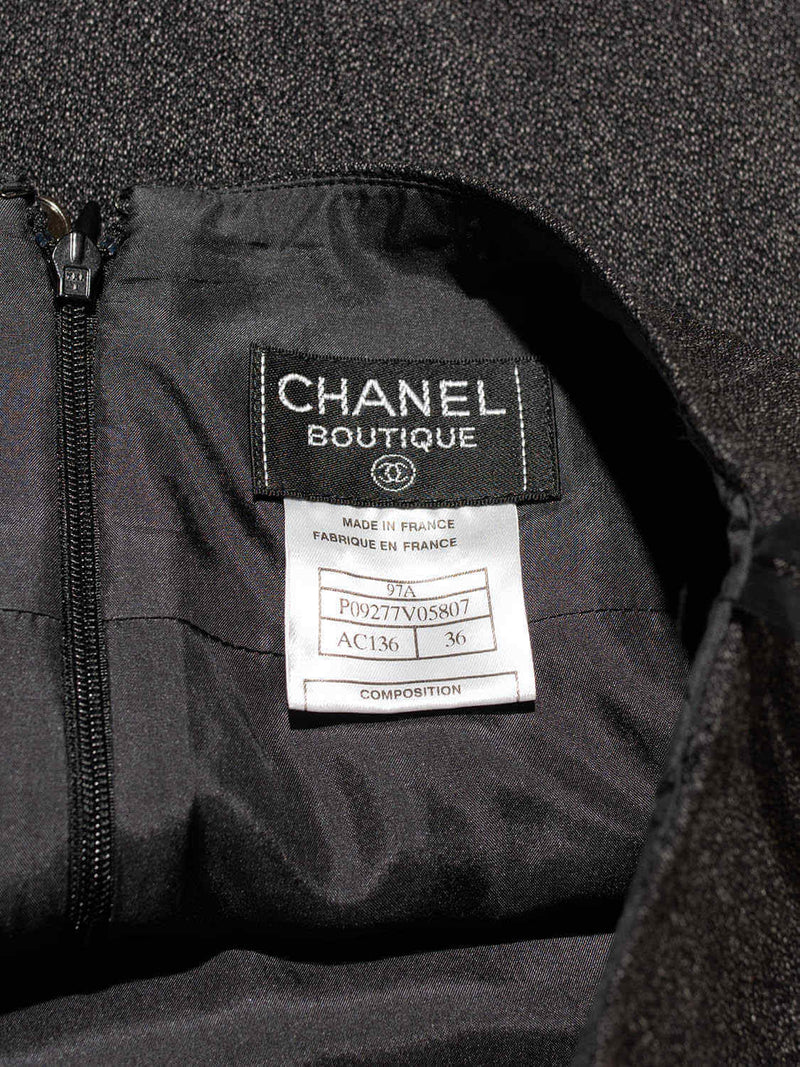 CHANEL
BOUTIQUE
MADE IN FRANCE
FABRIQUE EN FRANCE
97A
P09277V05807
AC136 36
COMPOSITION